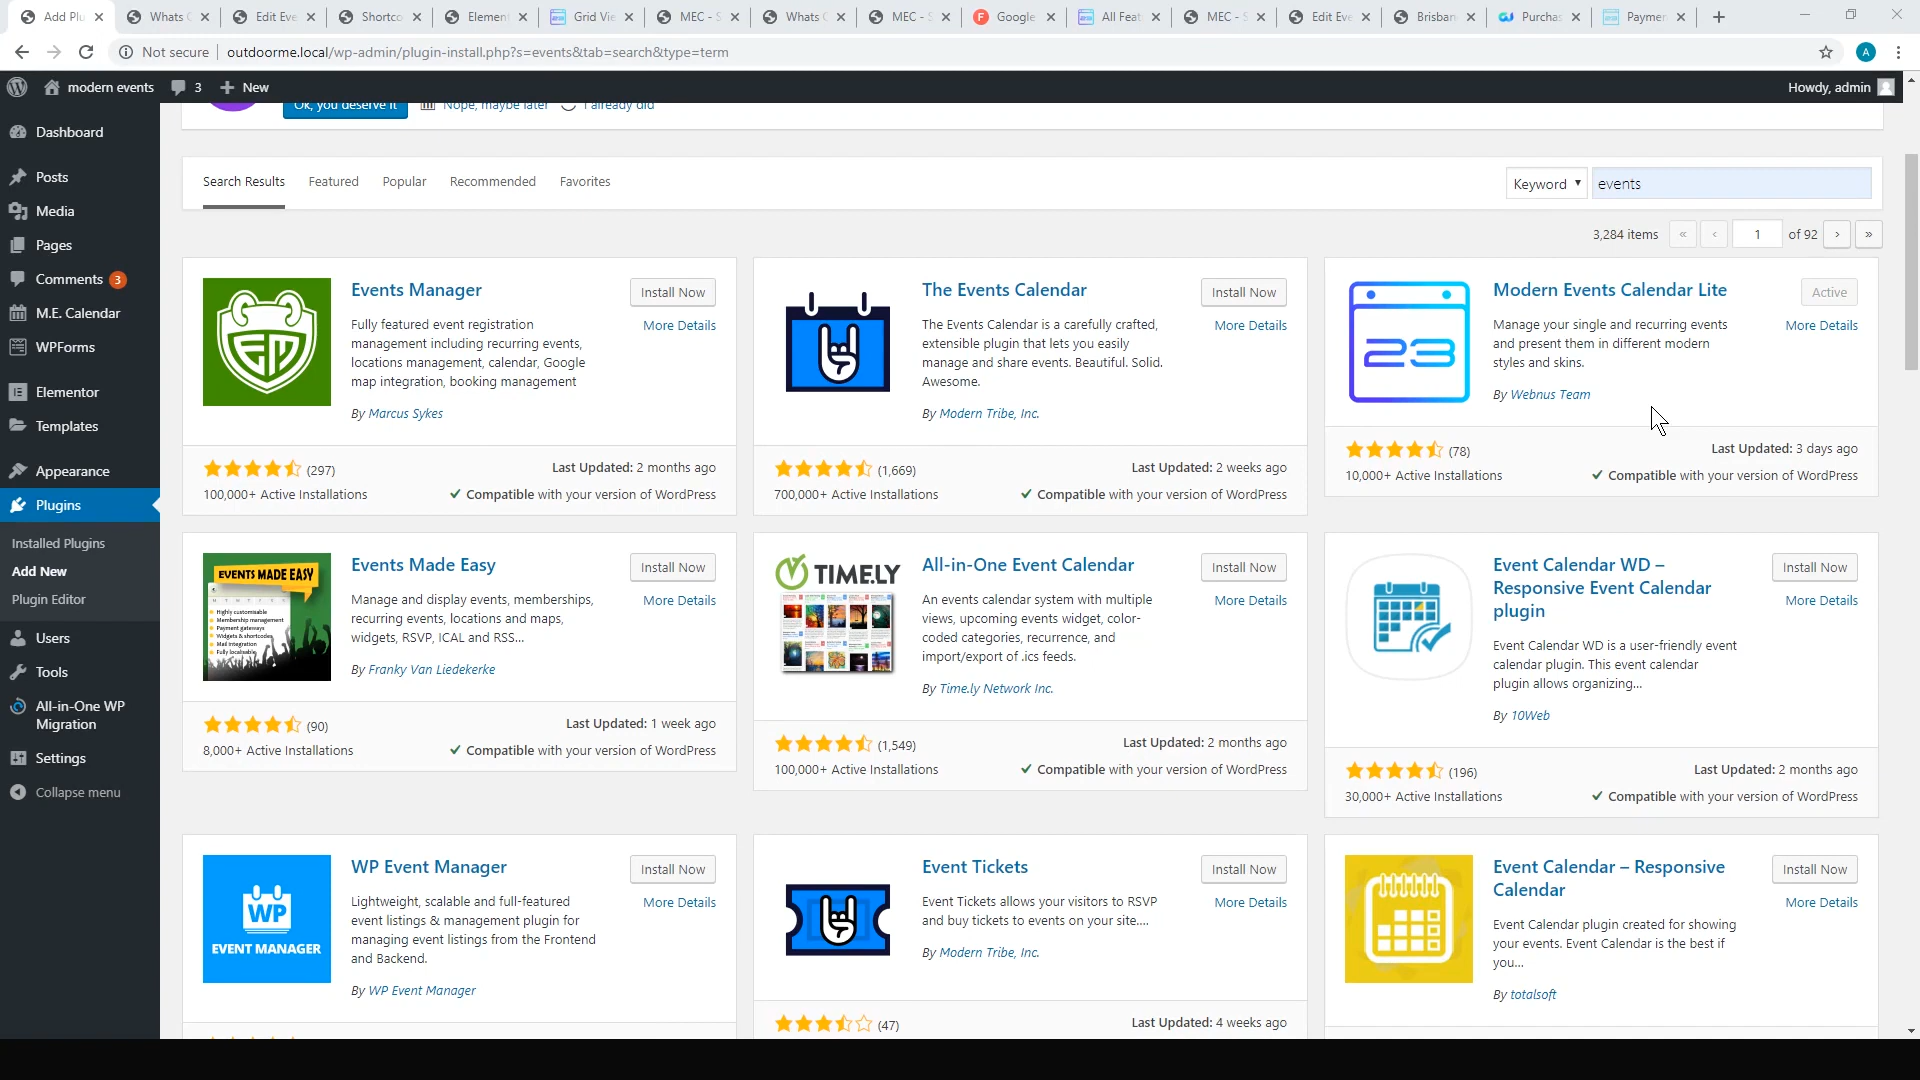 Add Plu
Whats
Edit Eve
Shortco
Elemen
Grid Vie
MEC - S
Whats
MEC - S
Google
All Feat
MEC - S
Edit Eve
Brisban
Purchas
Paymen
Not secure
outdoorme.local/wp-admin/plugin-install.php?s=events&tab=search&type=term
A
modern events
3
New
Howdy, admin
Ok, you deserve it
Nope, maybe later
I already did
Dashboard
Posts
Media
Pages
Comments 3
M.E. Calendar
WPForms
Elementor
Templates
Appearance
Plugins
Installed Plugins
Add New
Plugin Editor
Users
Tools
All-in-One WP
Migration
Settings
Collapse menu
Search Results
Featured
Popular
Recommended
Favorites
Keyword
events
3,284 items « ‹ 1 of 92 › »
EM
Events Manager
Install Now
More Details
Fully featured event registration
management including recurring events,
locations management, calendar, Google
map integration, booking management
By Marcus Sykes
(297)
Last Updated: 2 months ago
100,000+ Active Installations
Compatible with your version of WordPress
The Events Calendar
Install Now
More Details
The Events Calendar is a carefully crafted,
extensible plugin that lets you easily
manage and share events. Beautiful. Solid.
Awesome.
By Modern Tribe, Inc.
(1,669)
Last Updated: 2 weeks ago
700,000+ Active Installations
Compatible with your version of WordPress
23
Modern Events Calendar Lite
Active
More Details
Manage your single and recurring events
and present them in different modern
styles and skins.
By Webnus Team
(78)
Last Updated: 3 days ago
10,000+ Active Installations
Compatible with your version of WordPress
EVENTS MADE EASY
Highly customisable
Membership management
Payment gateways
Widgets & shortcodes
Mail integration
Fully localisable
Events Made Easy
Install Now
More Details
Manage and display events, memberships,
recurring events, locations and maps,
widgets, RSVP, ICAL and RSS...
By Franky Van Liedekerke
(90)
Last Updated: 1 week ago
8,000+ Active Installations
Compatible with your version of WordPress
TIME.LY
All-in-One Event Calendar
Install Now
More Details
An events calendar system with multiple
views, upcoming events widget, color-
coded categories, recurrence, and
import/export of .ics feeds.
By Time.ly Network Inc.
(1,549)
Last Updated: 2 months ago
100,000+ Active Installations
Compatible with your version of WordPress
Event Calendar WD –
Responsive Event Calendar
plugin
Install Now
More Details
Event Calendar WD is a user-friendly event
calendar plugin. This event calendar
plugin allows organizing...
By 10Web
(196)
Last Updated: 2 months ago
30,000+ Active Installations
Compatible with your version of WordPress
WP
EVENT MANAGER
WP Event Manager
Install Now
More Details
Lightweight, scalable and full-featured
event listings & management plugin for
managing event listings from the Frontend
and Backend.
By WP Event Manager
Event Tickets
Install Now
More Details
Event Tickets allows your visitors to RSVP
and buy tickets to events on your site....
By Modern Tribe, Inc.
(47)
Last Updated: 4 weeks ago
Event Calendar – Responsive
Calendar
Install Now
More Details
Event Calendar plugin created for showing
your events. Event Calendar is the best if
you...
By totalsoft